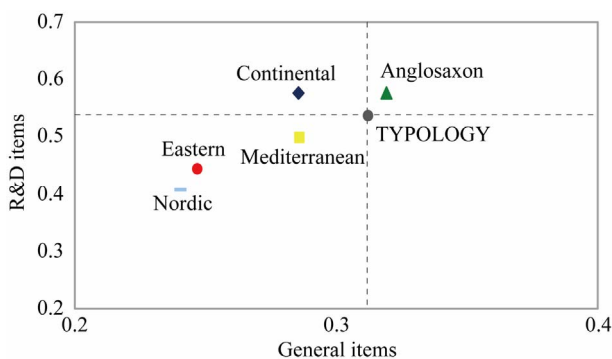 0.7
0.6
0.5
0.4
0.3
0.2
R&D items
Continental
Anglosaxon
TYPOLOGY
Mediterranean
Eastern
Nordic
0.2
0.3
0.4
General items